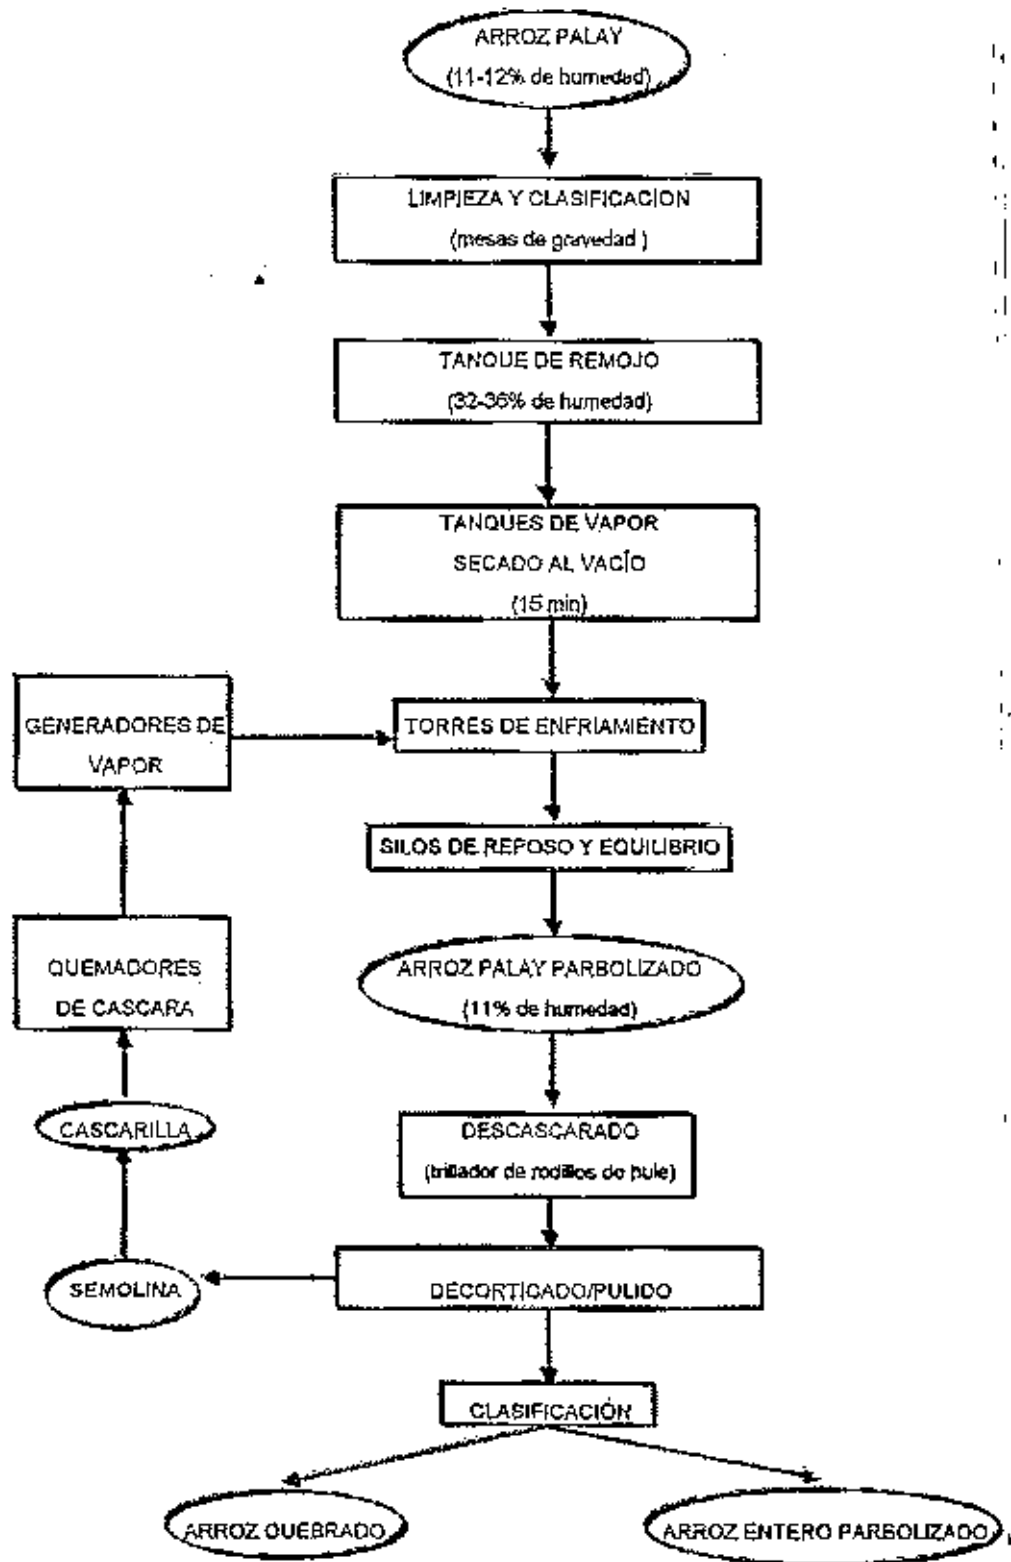 ARROZ PALAY
(11-12% de humedad)
LIMPIEZA Y CLASIFICACION
(mesas de gravedad )
TANQUE DE REMOJO
(32-36% de humedad)
TANQUES DE VAPOR
SECADO AL VACÍO
(15 min)
GENERADORES DE
VAPOR
TORRES DE ENFRIAMIENTO
SILOS DE REPOSO Y EQUILIBRIO
QUEMADORES
DE CASCARA
ARROZ PALAY PARBOLIZADO
(11% de humedad)
CASCARILLA
DESCASCARADO
(trillador de rodillos de hule)
SEMOLINA
DECORTICADO/PULIDO
CLASIFICACIÓN
ARROZ QUEBRADO
ARROZ ENTERO PARBOLIZADO